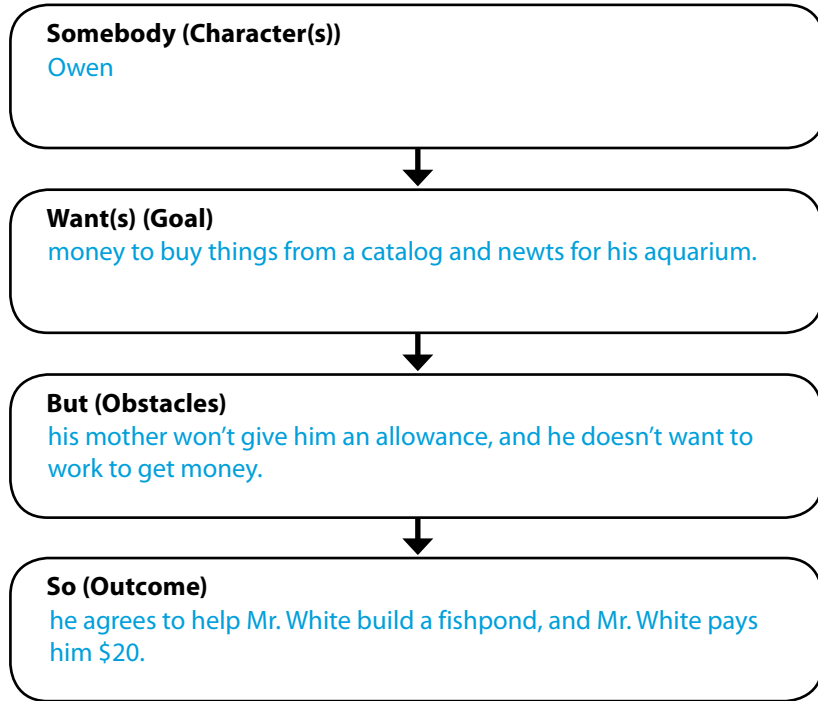 Somebody (Character(s))
Owen
Want(s) (Goal)
money to buy things from a catalog and newts for his aquarium.
But (Obstacles)
his mother won’t give him an allowance, and he doesn’t want to
work to get money.
So (Outcome)
he agrees to help Mr. White build a fishpond, and Mr. White pays
him $20.